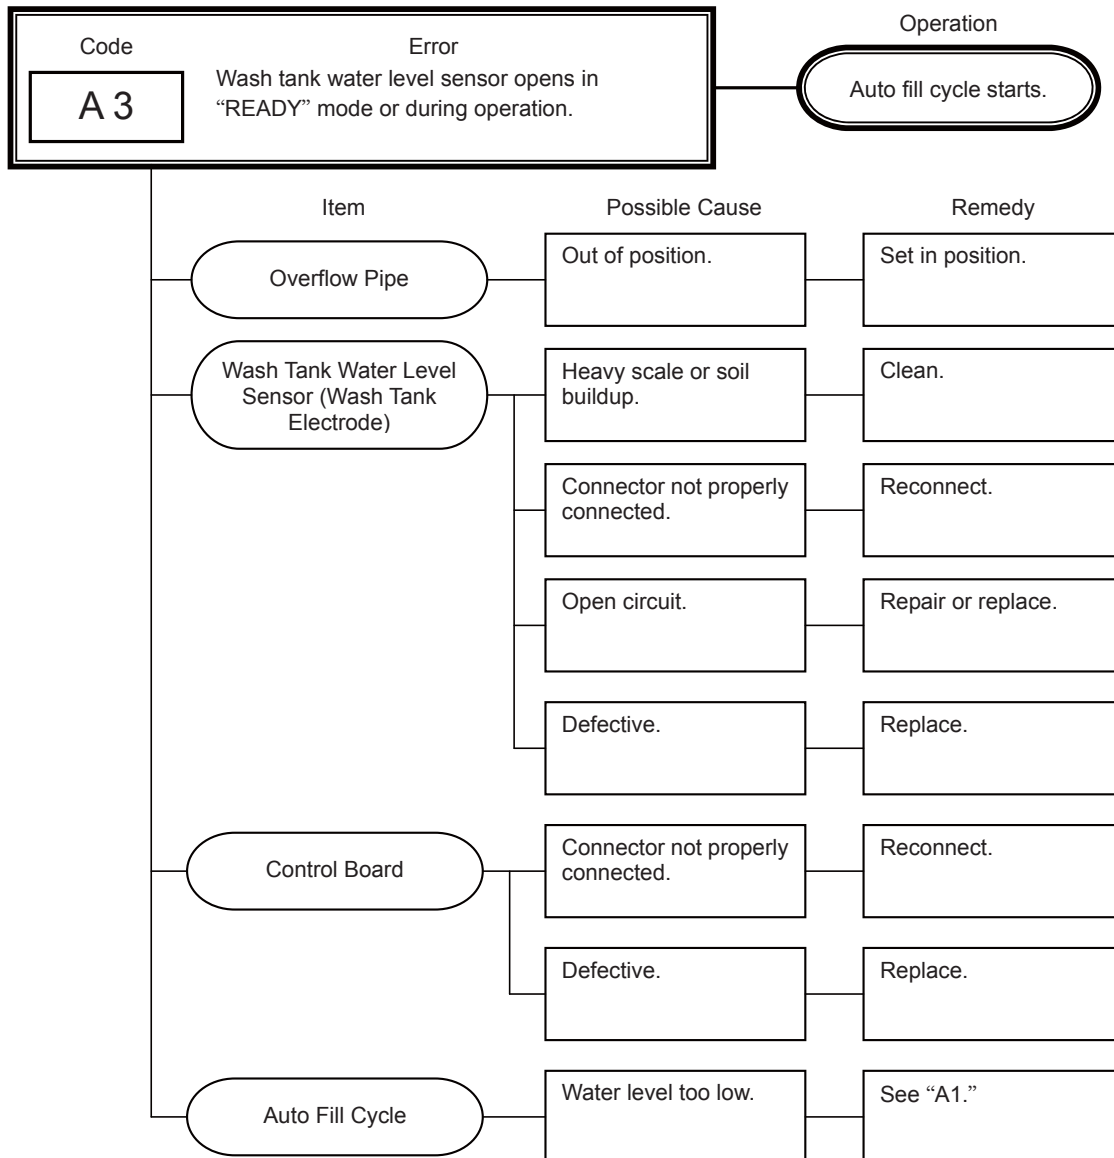 Code
Error
Operation
A 3
Wash tank water level sensor opens in
“READY” mode or during operation.
Auto fill cycle starts.
Item
Possible Cause
Remedy
Overflow Pipe
Out of position.
Set in position.
Wash Tank Water Level
Sensor (Wash Tank
Electrode)
Heavy scale or soil
buildup.
Clean.
Connector not properly
connected.
Reconnect.
Open circuit.
Repair or replace.
Defective.
Replace.
Control Board
Connector not properly
connected.
Reconnect.
Defective.
Replace.
Auto Fill Cycle
Water level too low.
See “A1.”